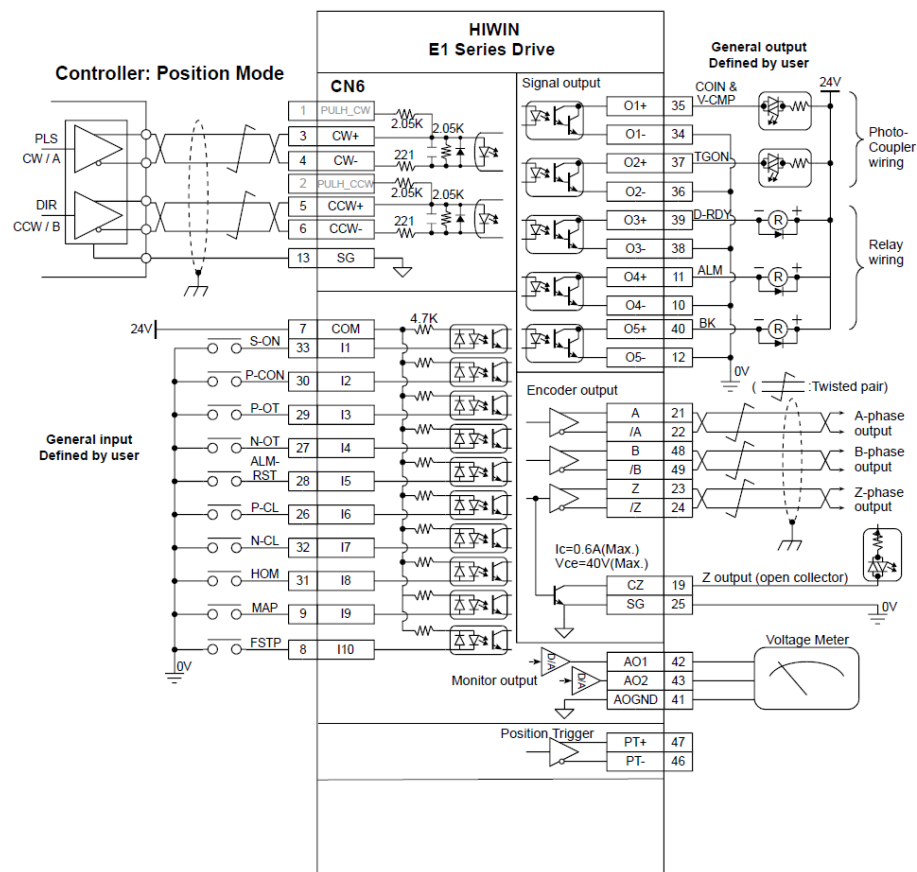 HIWIN
E1 Series Drive
Controller: Position Mode
CN6
PLS
CW / A
DIR
CCW / B
1 PULH_CW
2.05K
3 CW+
2.05K
4 CW-
221
2 PULH_CCW
2.05K
5 CCW+
2.05K
6 CCW-
221
13 SG
24V
7 COM
4.7K
S-ON 33 I1
P-CON 30 I2
P-OT 29 I3
N-OT 27 I4
ALM-
RST 28 I5
P-CL 26 I6
N-CL 32 I7
HOM 31 I8
MAP 9 I9
FSTP 8 I10
0V
General input
Defined by user
Signal output
General output
Defined by user
COIN &
V-CMP
24V
O1+ 35
O1- 34
O2+ 37 TGON
O2- 36
O3+ 39 D-RDY
O3- 38
O4+ 11 ALM
O4- 10
O5+ 40 BK
O5- 12
Photo-
Coupler
wiring
− R +
− R +
− R +
Relay
wiring
0V
( :Twisted pair)
Encoder output
A 21
/A 22
B 48
/B 49
Z 23
/Z 24
A-phase
output
B-phase
output
Z-phase
output
Ic=0.6A(Max.)
Vce=40V(Max.)
CZ 19
SG 25
Z output (open collector)
0V
Monitor output
D/A
D/A
AO1 42
AO2 43
AOGND 41
Voltage Meter
Position Trigger
PT+ 47
PT- 46